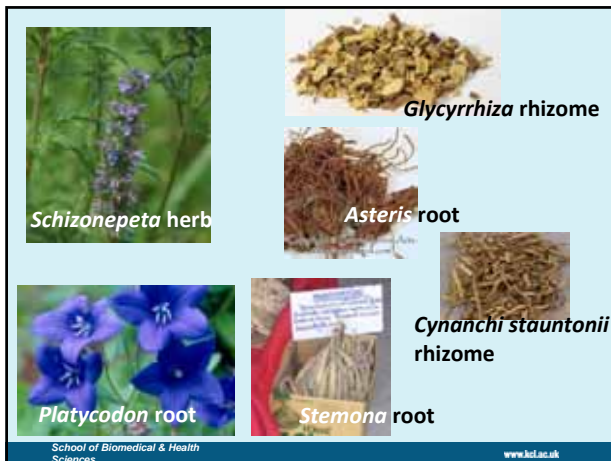 Glycyrrhiza rhizome
Schizonepeta herb
Asteris root
Cynanchi stauntonii
rhizome
Platycodon root
Stemona root
School of Biomedical & Health
Sciences
www.kcl.ac.uk